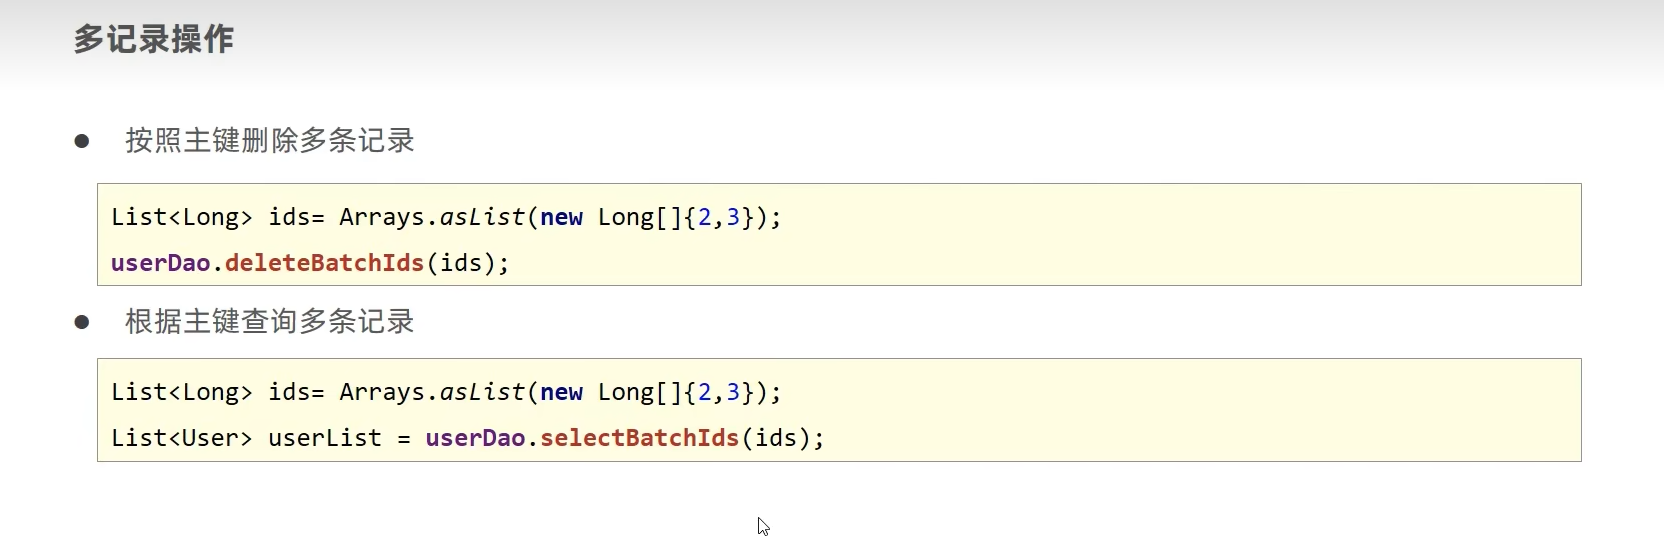 多记录操作
按照主键删除多条记录
List<Long> ids= Arrays.asList(new Long[]{2,3});
userDao.deleteBatchIds(ids);
根据主键查询多条记录
List<Long> ids= Arrays.asList(new Long[]{2,3});
List<User> userList = userDao.selectBatchIds(ids);